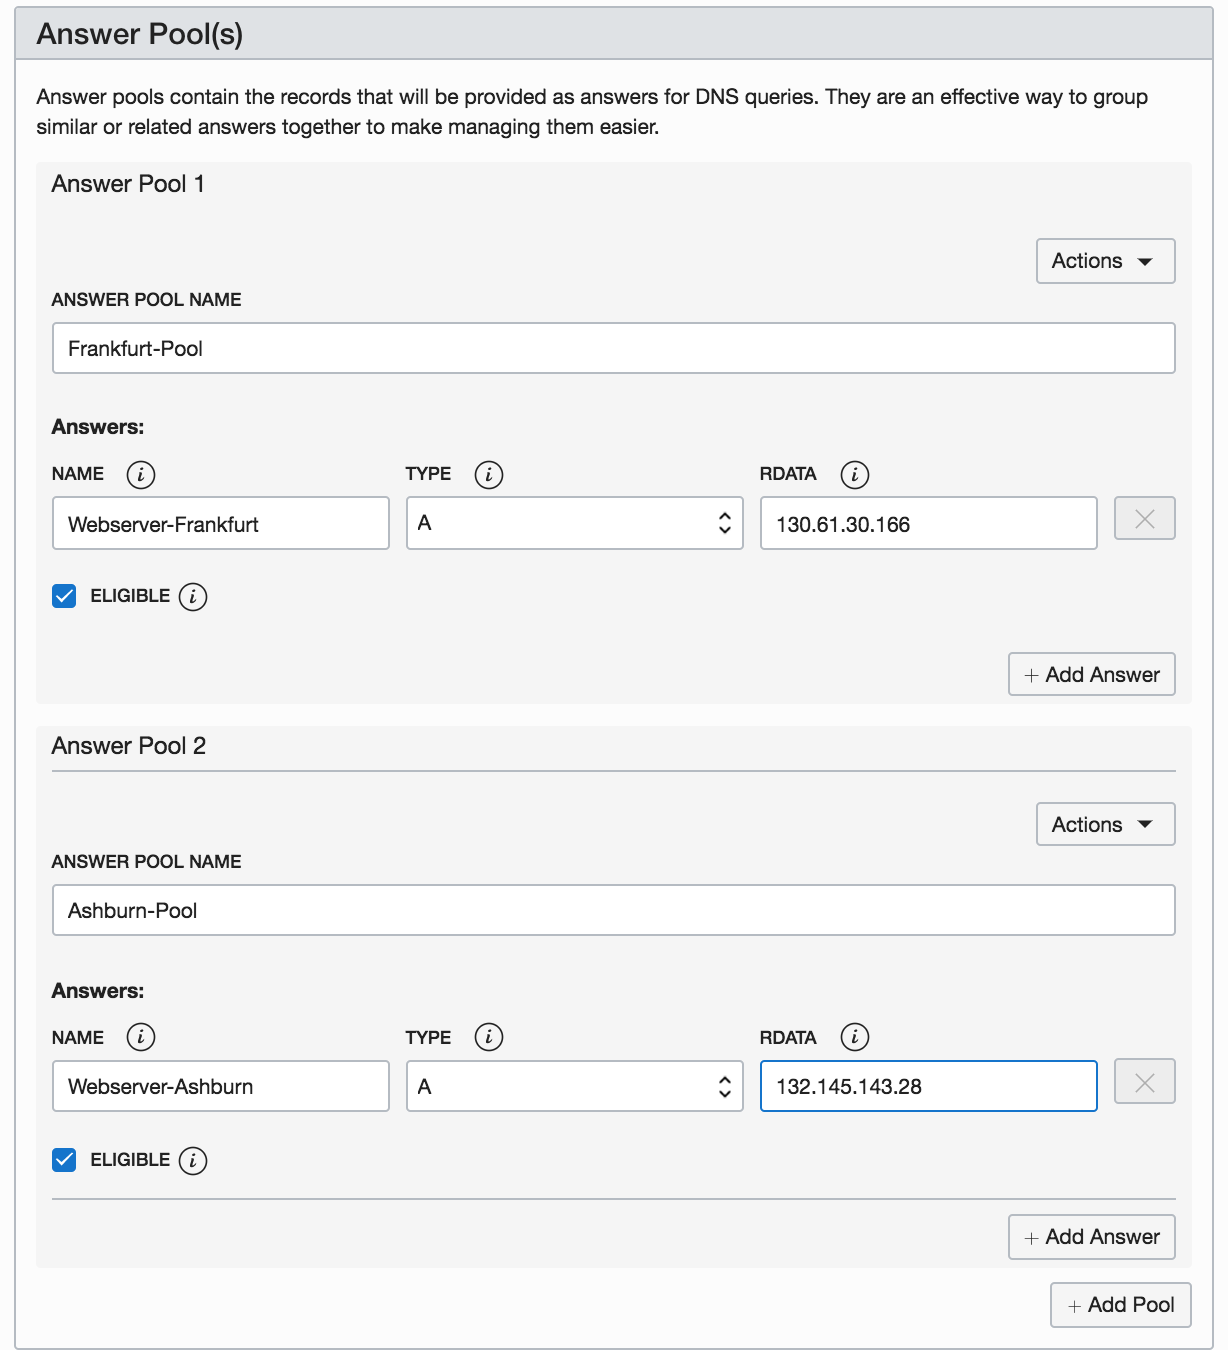 Answer Pool(s)
Answer pools contain the records that will be provided as answers for DNS queries. They are an effective way to group
similar or related answers together to make managing them easier.
Answer Pool 1
Actions
ANSWER POOL NAME
Frankfurt-Pool
Answers:
NAME i TYPE i RDATA i
Webserver-Frankfurt A 130.61.30.166
ELIGIBLE i
+ Add Answer
Answer Pool 2
Actions
ANSWER POOL NAME
Ashburn-Pool
Answers:
NAME i TYPE i RDATA i
Webserver-Ashburn A 132.145.143.28
ELIGIBLE i
+ Add Answer
+ Add Pool